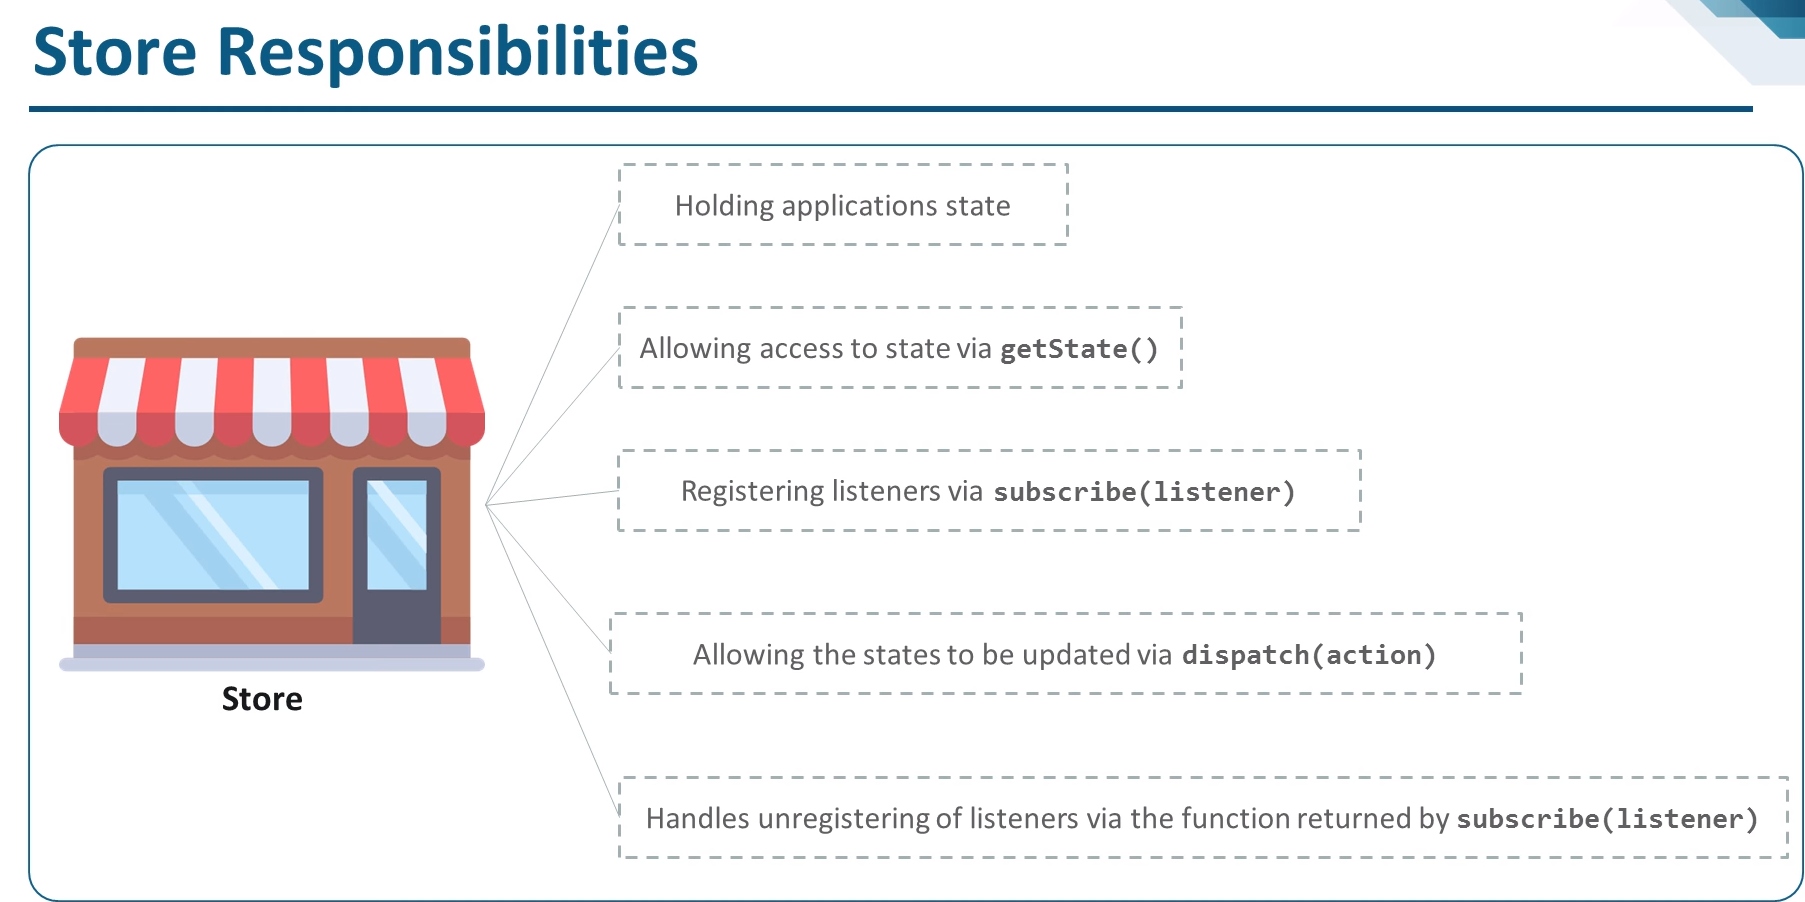 Store Responsibilities
Holding applications state
Allowing access to state via getState()
Registering listeners via subscribe(listener)
Allowing the states to be updated via dispatch(action)
Store
Handles unregistering of listeners via the function returned by subscribe(listener)